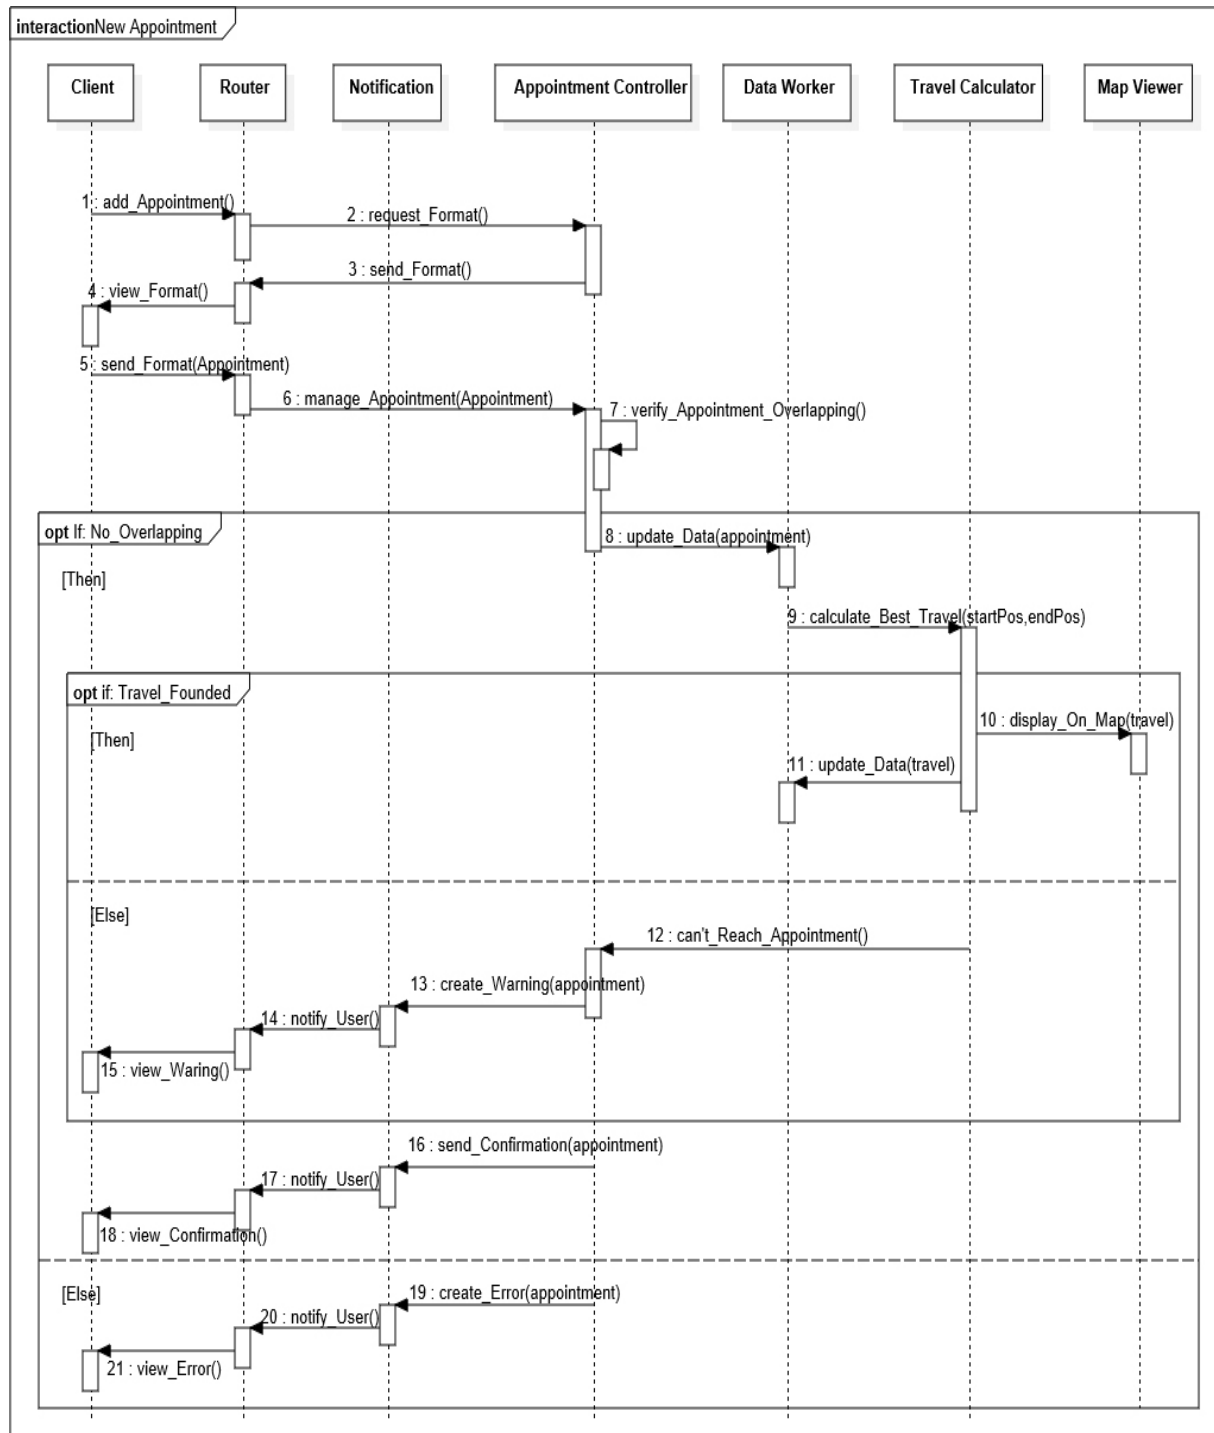 interactionNew Appointment
Client
Router
Notification
Appointment Controller
Data Worker
Travel Calculator
Map Viewer
1 : add_Appointment()
2 : request_Format()
3 : send_Format()
4 : view_Format()
5 : send_Format(Appointment)
6 : manage_Appointment(Appointment)
7 : verify_Appointment_Overlapping()
opt If: No_Overlapping
8 : update_Data(appointment)
[Then]
9 : calculate_Best_Travel(startPos,endPos)
opt if: Travel_Founded
10 : display_On_Map(travel)
[Then]
11 : update_Data(travel)
[Else]
12 : can't_Reach_Appointment()
13 : create_Warning(appointment)
14 : notify_User()
15 : view_Waring()
16 : send_Confirmation(appointment)
17 : notify_User()
18 : view_Confirmation()
[Else]
19 : create_Error(appointment)
20 : notify_User()
21 : view_Error()